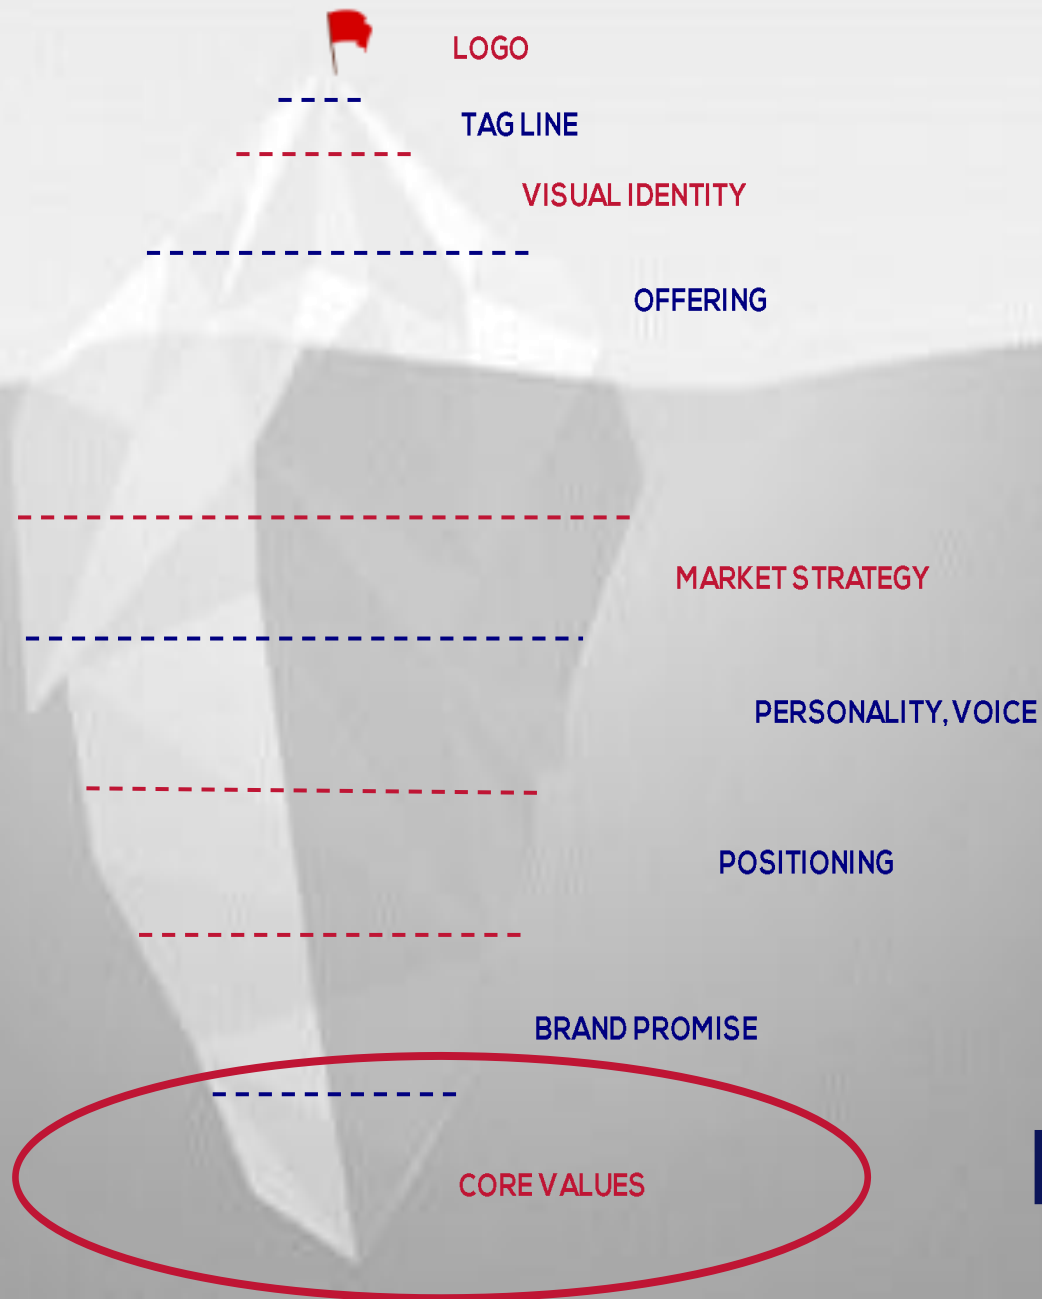 LOGO
TAG LINE
VISUAL IDENTITY
OFFERING
MARKET STRATEGY
PERSONALITY, VOICE
POSITIONING
BRAND PROMISE
CORE VALUES